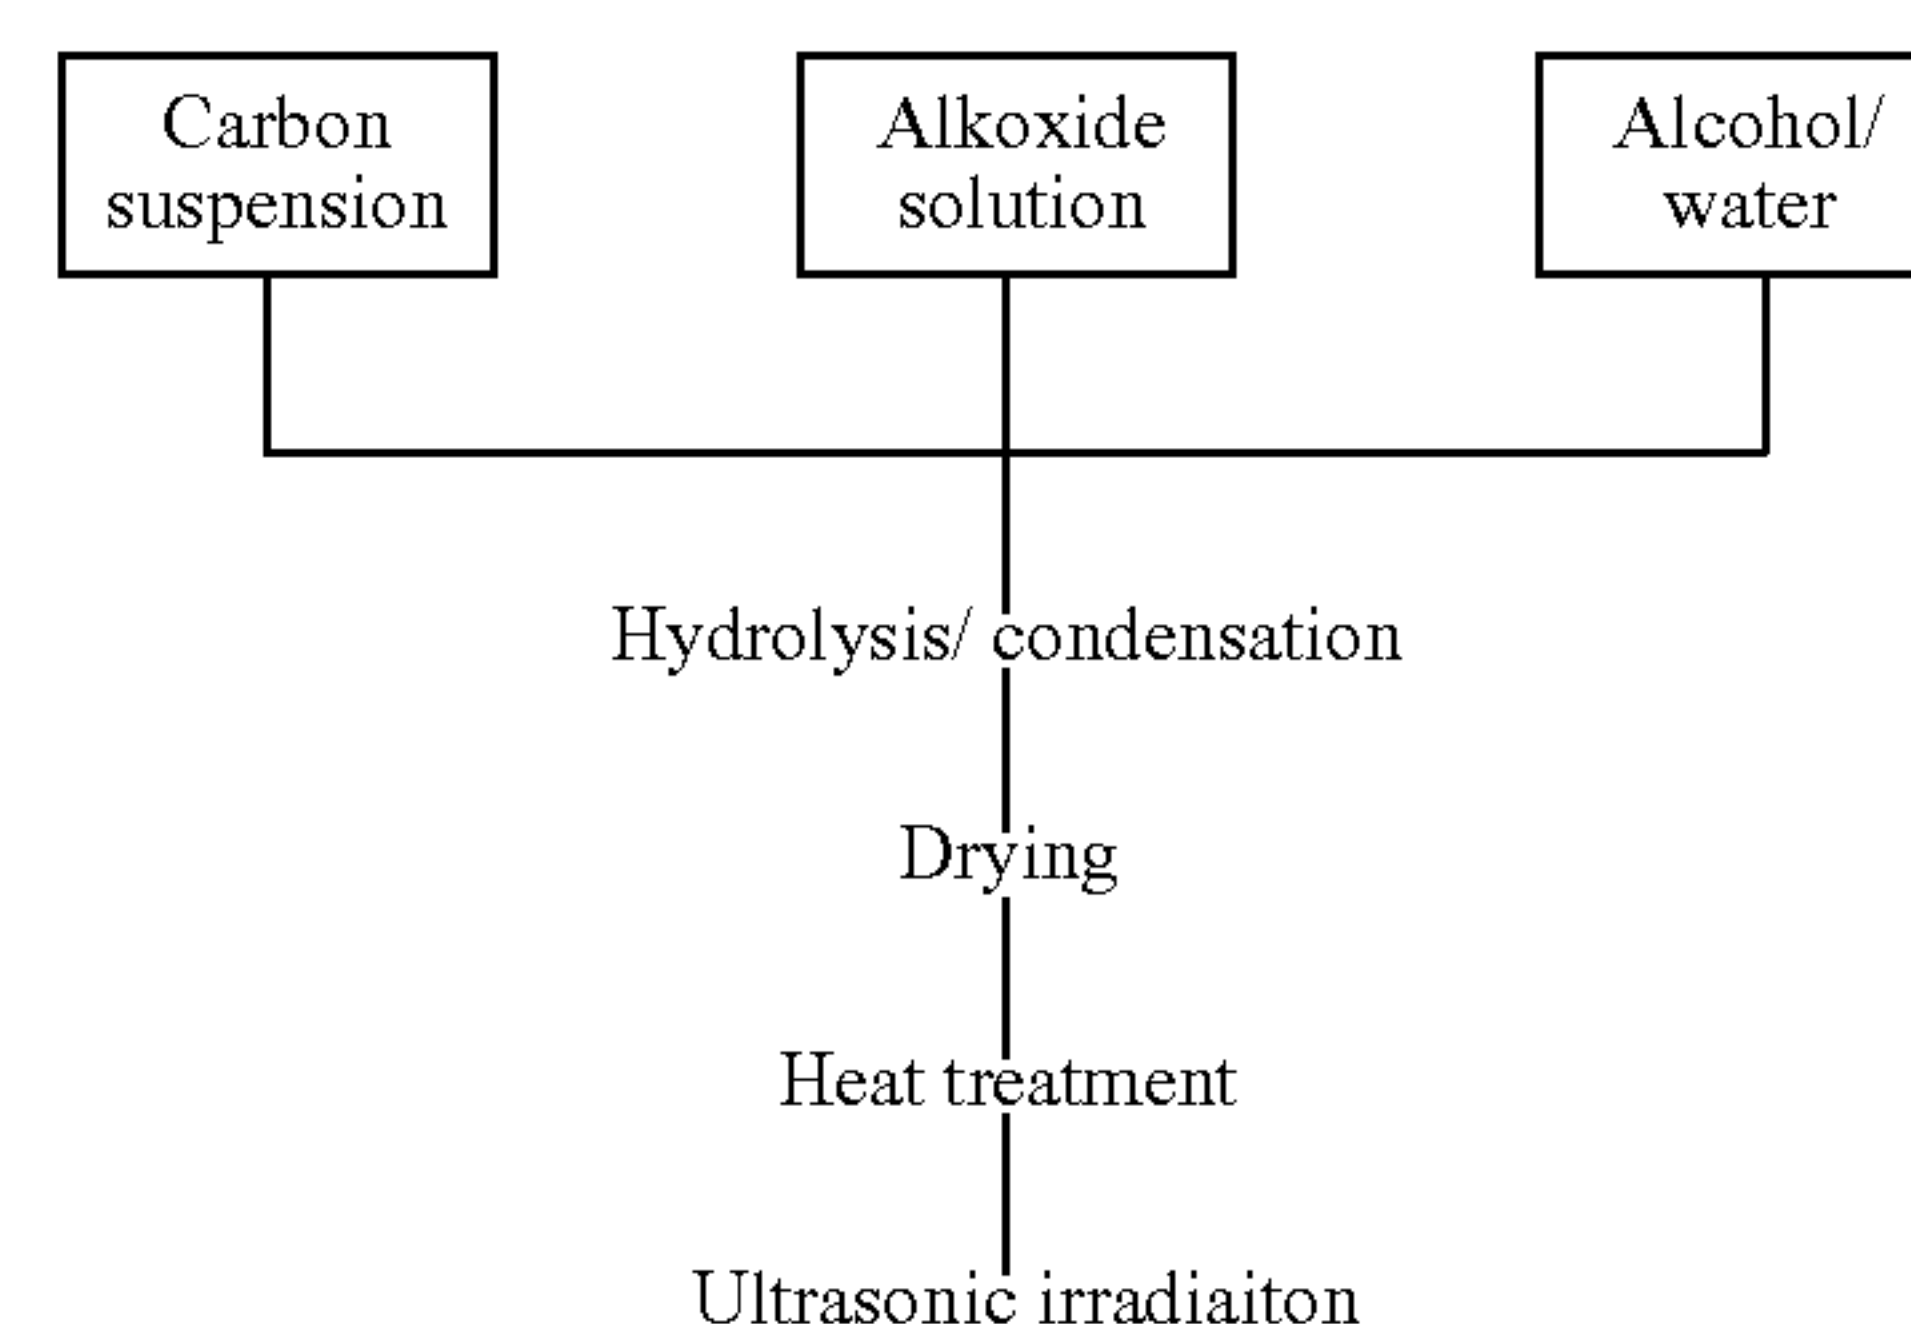 Carbon
suspension
Alkoxide
solution
Alcohol/
water
Hydrolysis/ condensation
Drying
Heat treatment
Ultrasonic irradiaiton